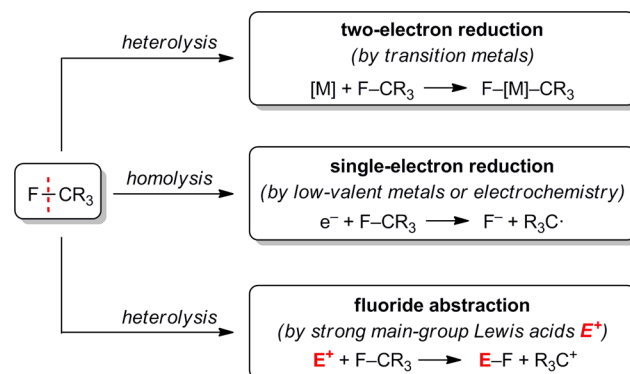 heterolysis
two-electron reduction
(by transition metals)
[M] + F–CR₃ ⟶ F–[M]–CR₃
F–CR₃
homolysis
single-electron reduction
(by low-valent metals or electrochemistry)
e⁻ + F–CR₃ ⟶ F⁻ + R₃C·
heterolysis
fluoride abstraction
(by strong main-group Lewis acids E⁺)
E⁺ + F–CR₃ ⟶ E–F + R₃C⁺